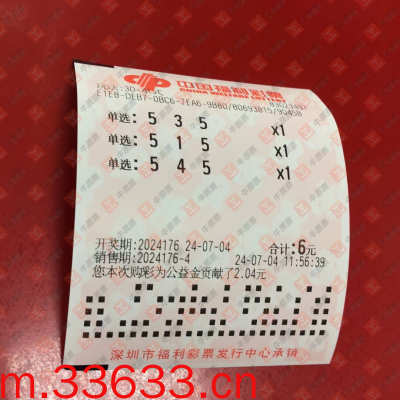 中国福利彩票
CHINA WELFARE LOTTERY
单选: 5 3 5 x1
单选: 5 1 5 x1
单选: 5 4 5 x1
开奖期:2024176 24-07-04 合计:6元
销售期:2024176-4 24-07-04 11:56:39
您本次购彩为公益金贡献了2.04元
深圳市福利彩票发行中心承销
m.33633.cn